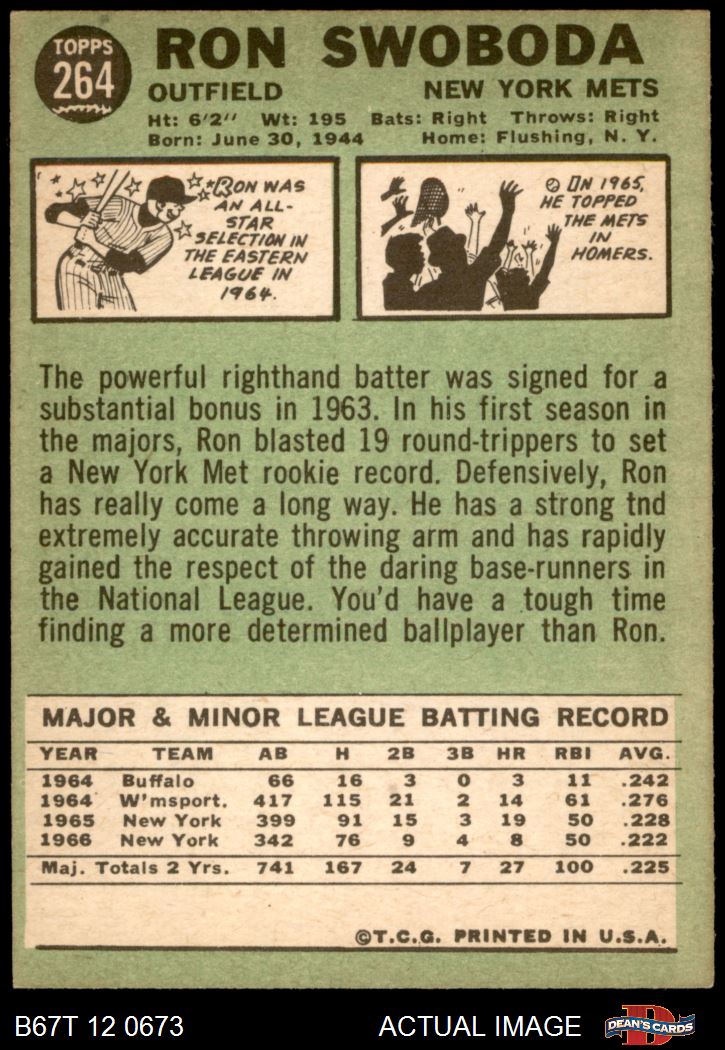 TOPPS
264
RON SWOBODA
OUTFIELD NEW YORK METS
Ht: 6'2" Wt: 195 Bats: Right Throws: Right
Born: June 30, 1944 Home: Flushing, N. Y.
RON WAS
AN ALL-
STAR
SELECTION IN
THE EASTERN
LEAGUE IN
1964.
IN 1965,
HE TOPPED
THE METS
IN
HOMERS.
The powerful righthand batter was signed for a
substantial bonus in 1963. In his first season in
the majors, Ron blasted 19 round-trippers to set
a New York Met rookie record. Defensively, Ron
has really come a long way. He has a strong tnd
extremely accurate throwing arm and has rapidly
gained the respect of the daring base-runners in
the National League. You'd have a tough time
finding a more determined ballplayer than Ron.
MAJOR & MINOR LEAGUE BATTING RECORD
YEAR TEAM AB H 2B 3B HR RBI AVG.
1964 Buffalo 66 16 3 0 3 11 .242
1964 W'msport. 417 115 21 2 14 61 .276
1965 New York 399 91 15 3 19 50 .228
1966 New York 342 76 9 4 8 50 .222
Maj. Totals 2 Yrs. 741 167 24 7 27 100 .225
©T.C.G. PRINTED IN U.S.A.
B67T 12 0673 ACTUAL IMAGE
D
DEAN'S CARDS